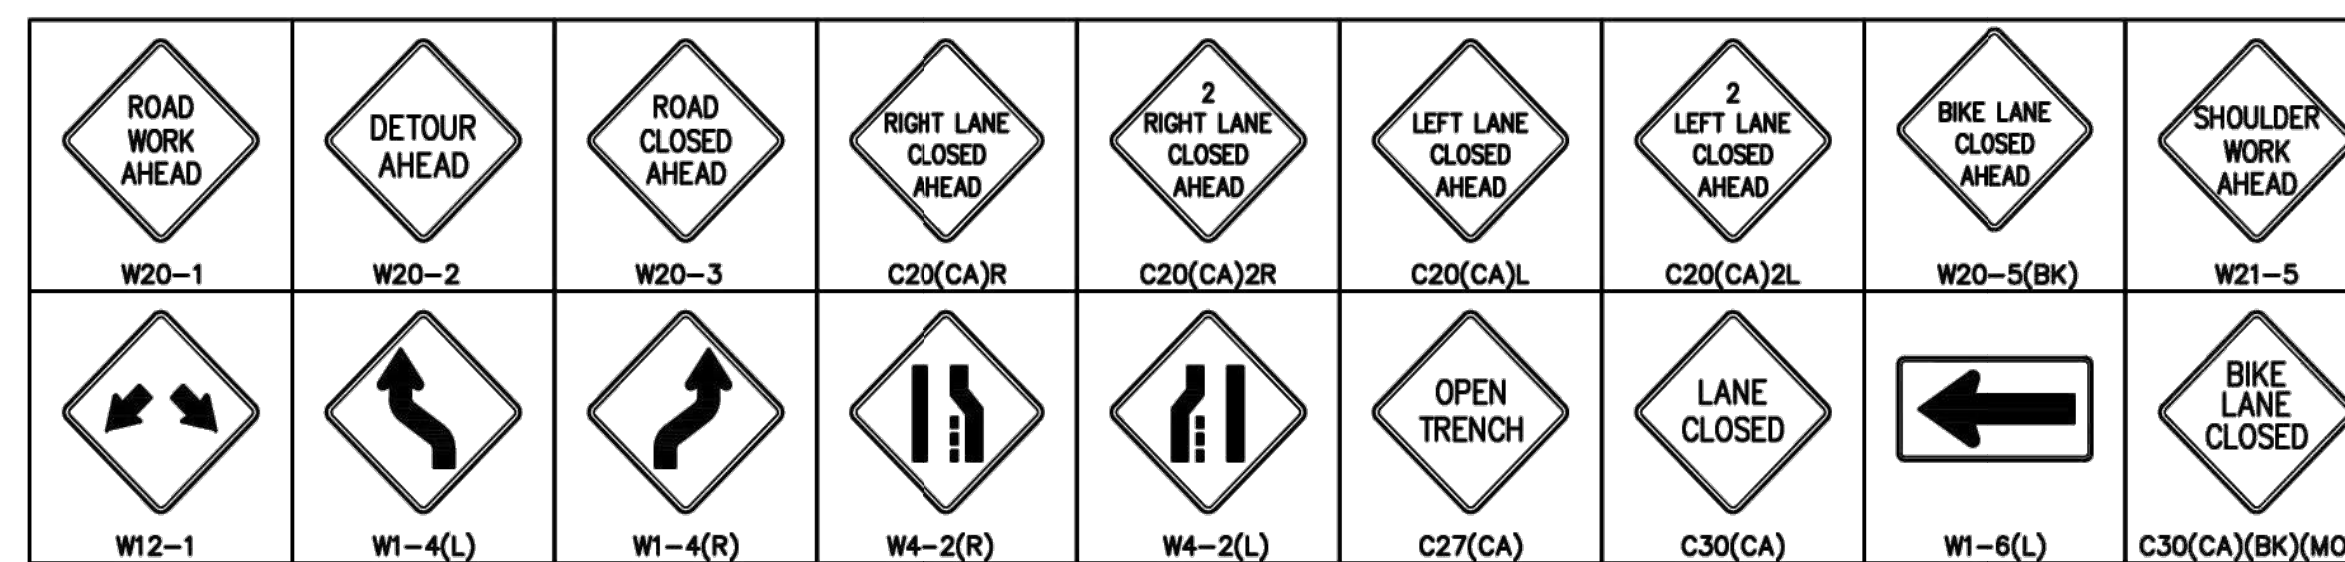 ROAD
WORK
AHEAD
W20-1
DETOUR
AHEAD
W20-2
ROAD
CLOSED
AHEAD
W20-3
RIGHT LANE
CLOSED
AHEAD
C20(CA)R
2
RIGHT LANE
CLOSED
AHEAD
C20(CA)2R
LEFT LANE
CLOSED
AHEAD
C20(CA)L
2
LEFT LANE
CLOSED
AHEAD
C20(CA)2L
BIKE LANE
CLOSED
AHEAD
W20-5(BK)
SHOULDER
WORK
AHEAD
W21-5
W12-1
W1-4(L)
W1-4(R)
W4-2(R)
W4-2(L)
OPEN
TRENCH
C27(CA)
LANE
CLOSED
C30(CA)
W1-6(L)
BIKE
LANE
CLOSED
C30(CA)(BK)(MO